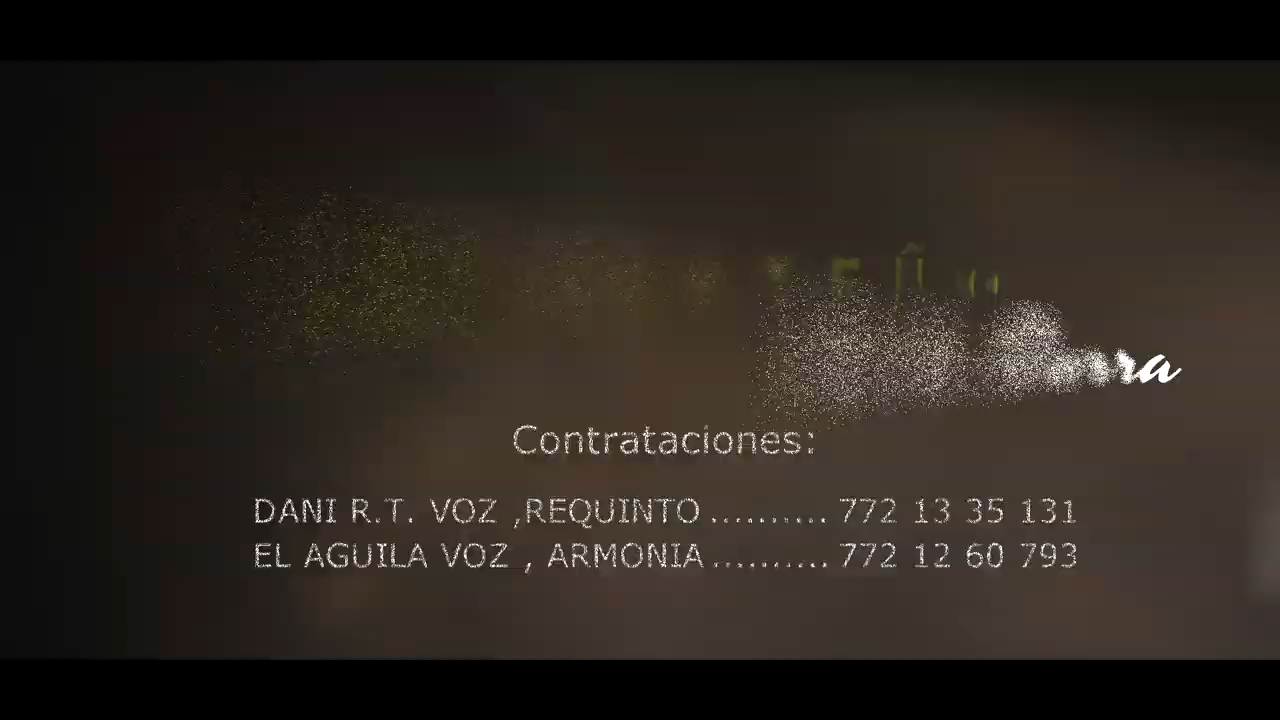 Contrataciones:
DANI R.T. VOZ ,REQUINTO .......... 772 13 35 131
EL AGUILA VOZ , ARMONIA .......... 772 12 60 793